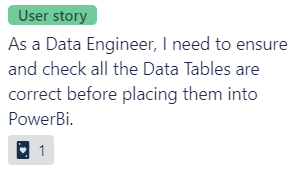 User story
As a Data Engineer, I need to ensure
and check all the Data Tables are
correct before placing them into
PowerBi.
1